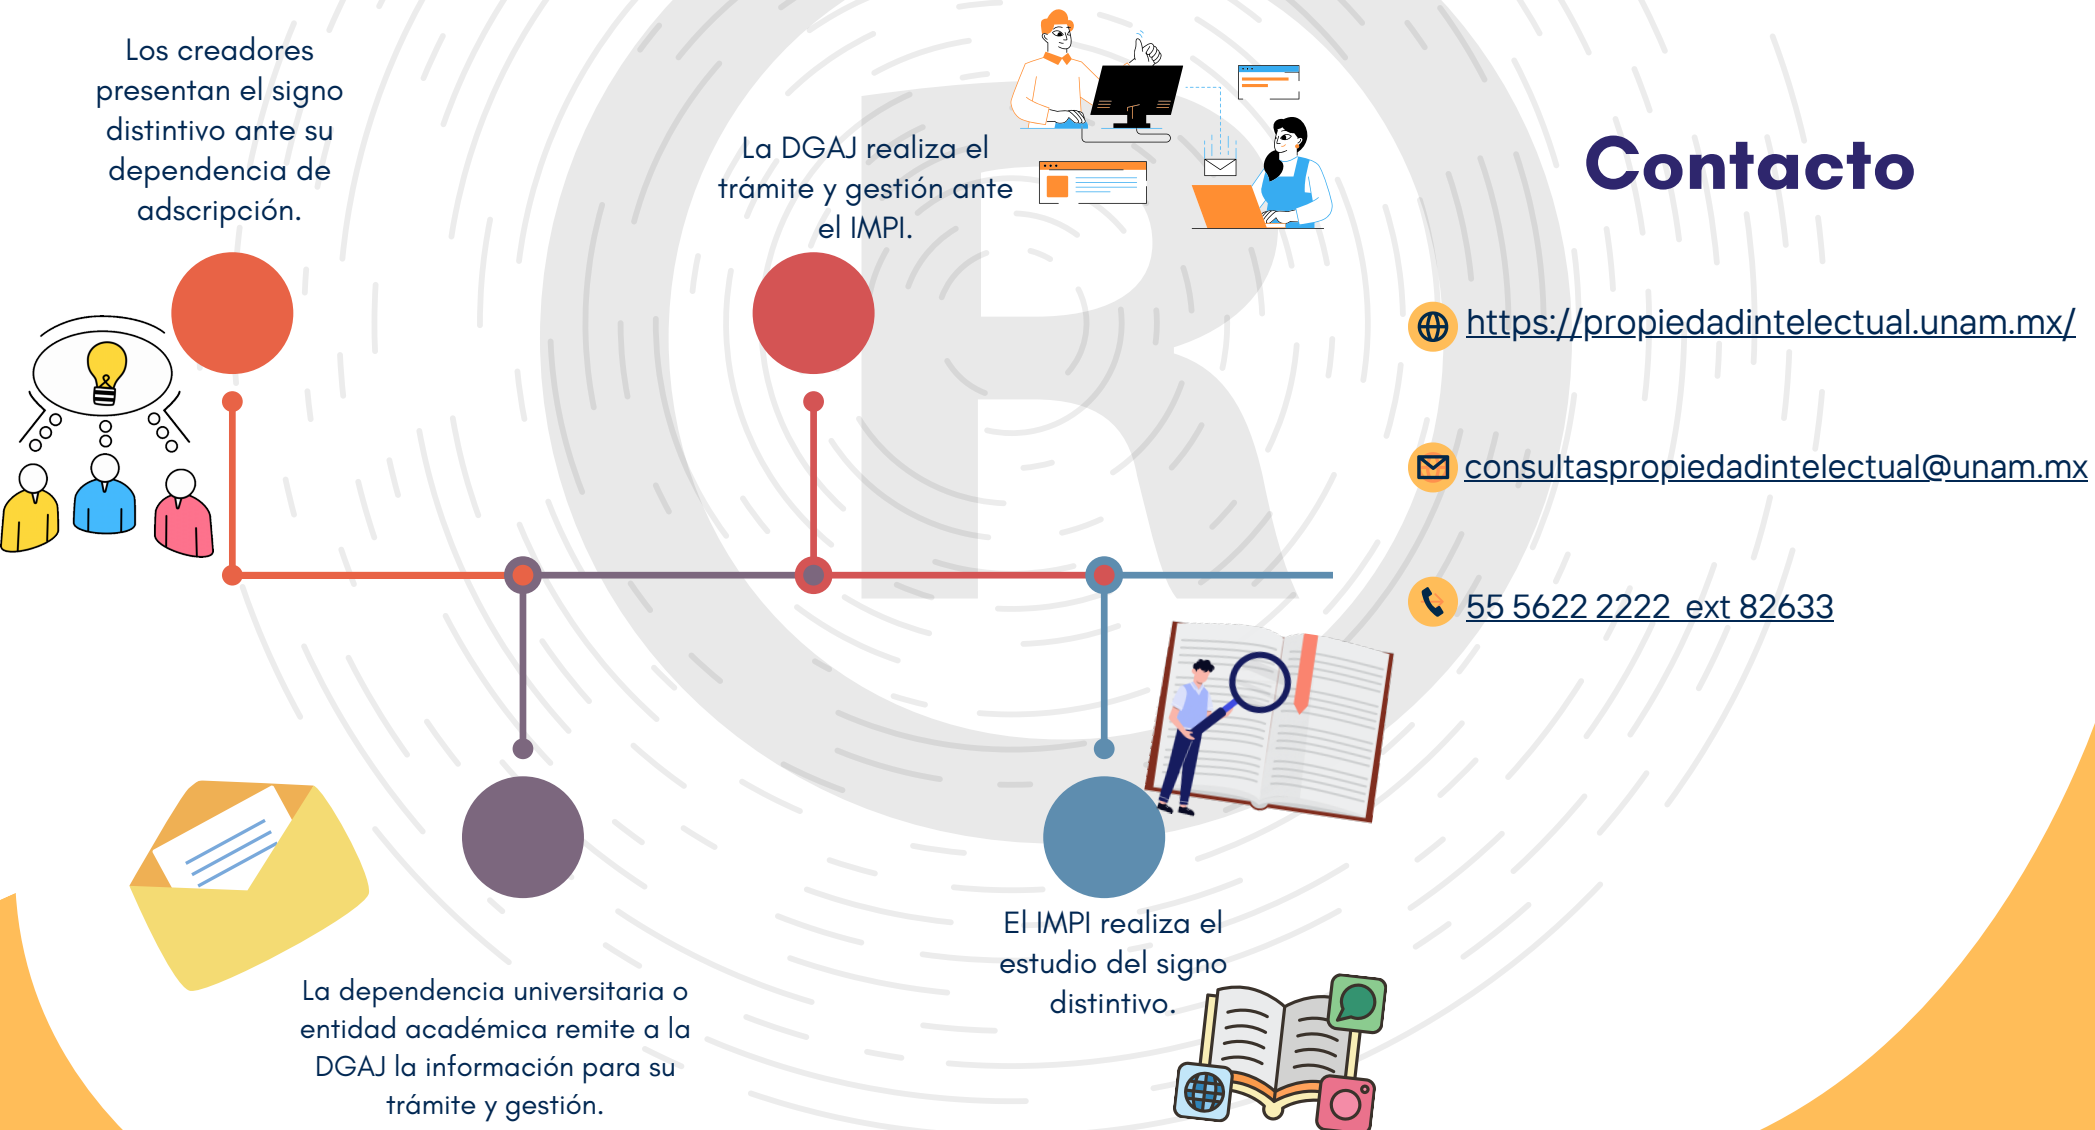 Los creadores
presentan el signo
distintivo ante su
dependencia de
adscripción.
La dependencia universitaria o
entidad académica remite a la
DGAJ la información para su
trámite y gestión.
La DGAJ realiza el
trámite y gestión ante
el IMPI.
El IMPI realiza el
estudio del signo
distintivo.
R
Contacto
https://propiedadintelectual.unam.mx/
consultaspropiedadintelectual@unam.mx
55 5622 2222 ext 82633